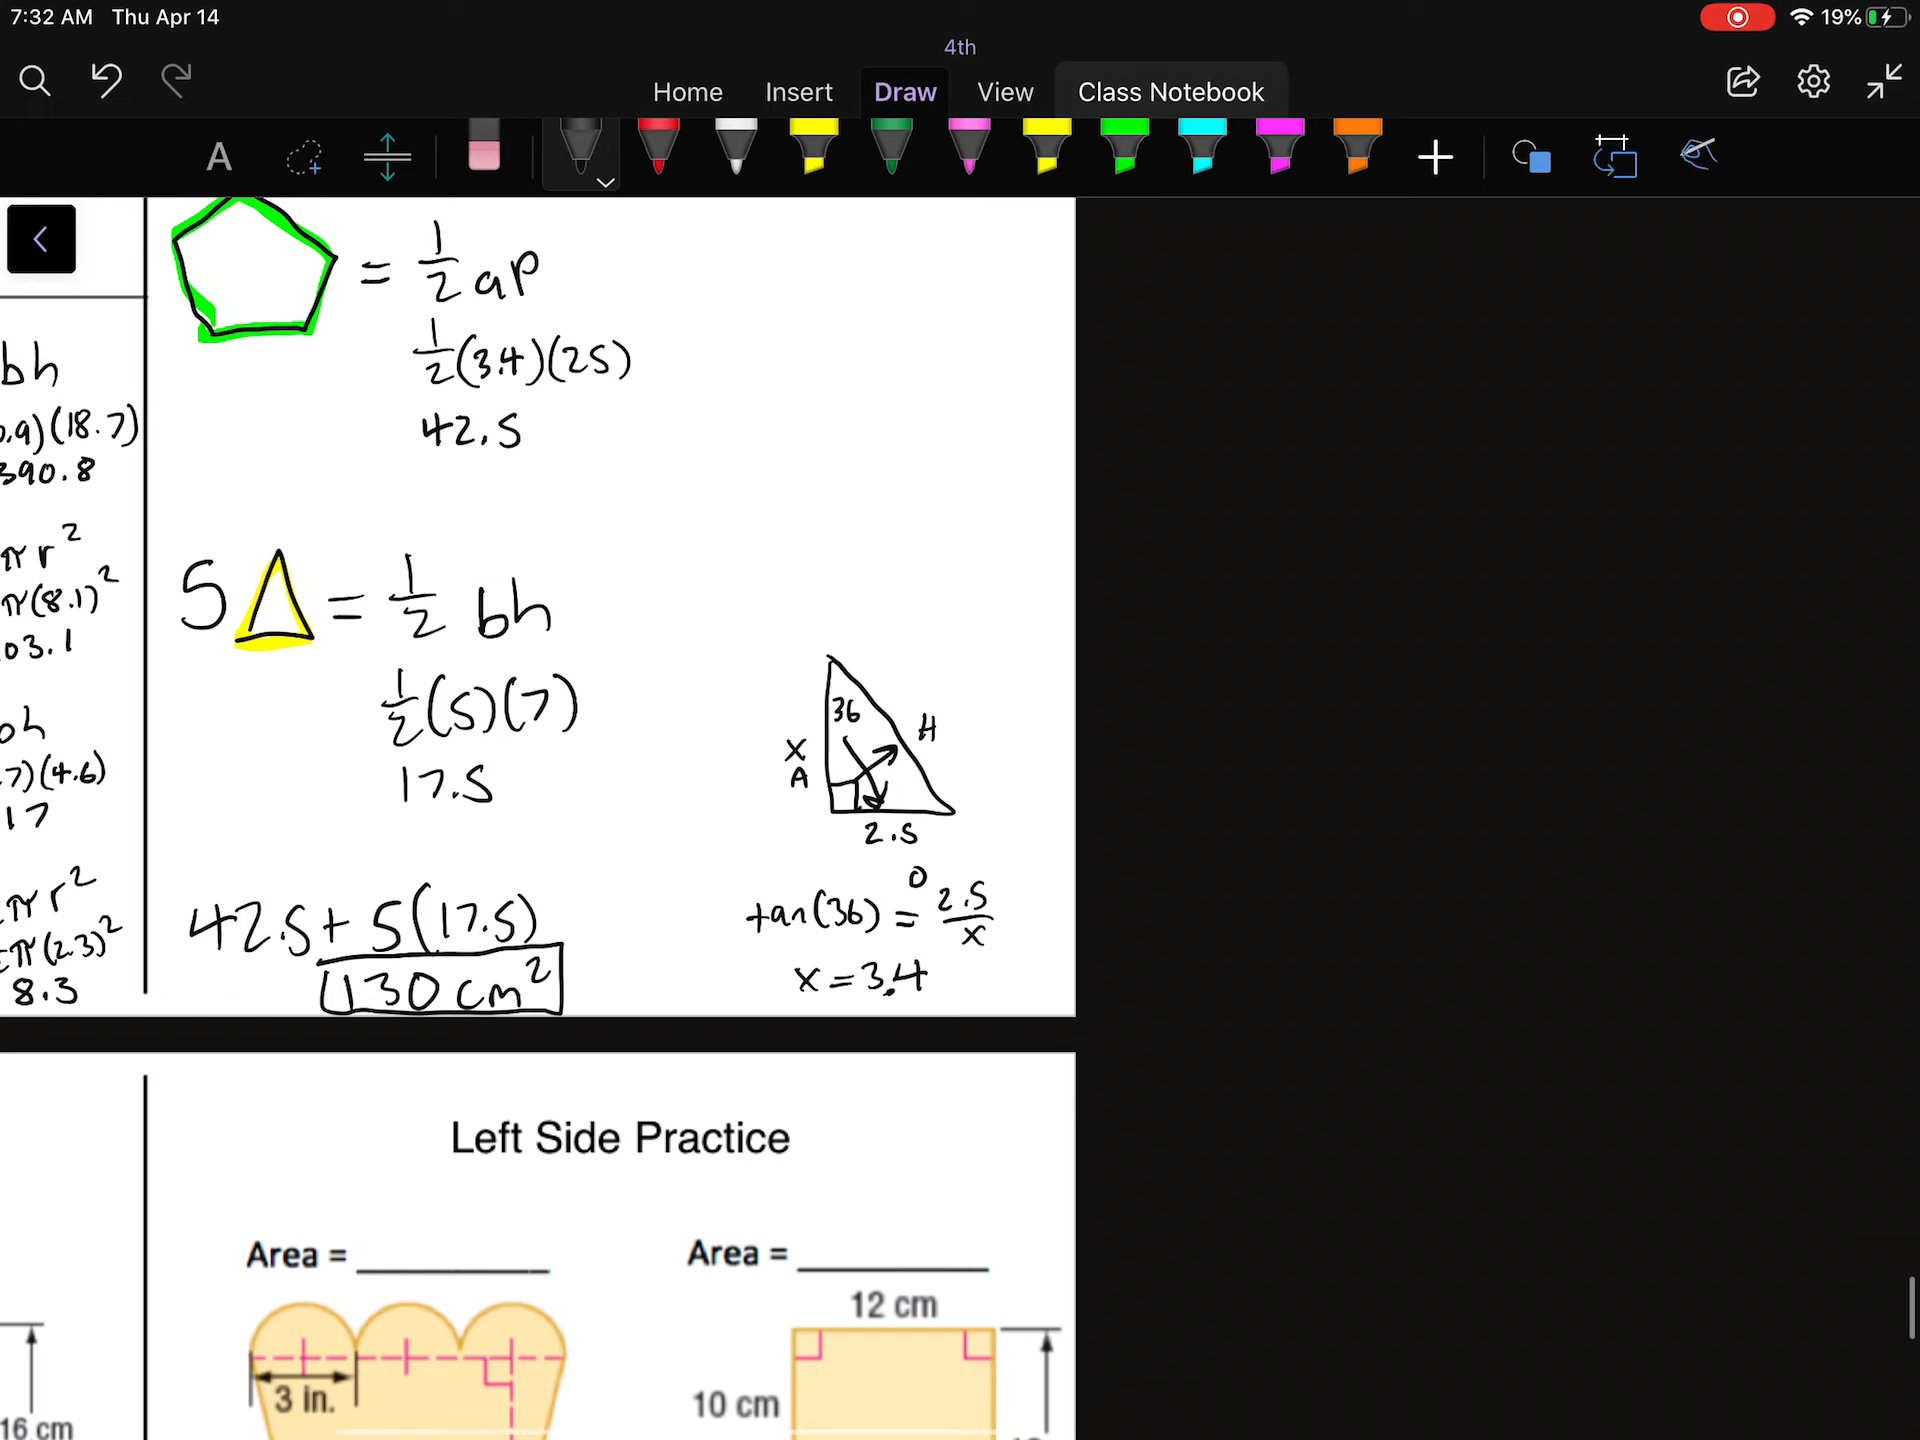 7:32 AM Thu Apr 14
19%
4th
Home Insert Draw View Class Notebook
A
= 1/2 ap
1/2(3.4)(25)
42.5
bh
(18.7)
390.8
πr²
π(8.1)²
03.1
bh
7)(4.6)
17
πr²
π(2.3)²
8.3
5 = 1/2 bh
1/2(5)(7)
17.5
42.5+ 5(17.5)
130 cm²
36
H
X
A
2.5
O
tan(36) = 2.5/x
x = 3.4
Left Side Practice
Area = __________
Area = __________
12 cm
3 in.
10 cm
16 cm